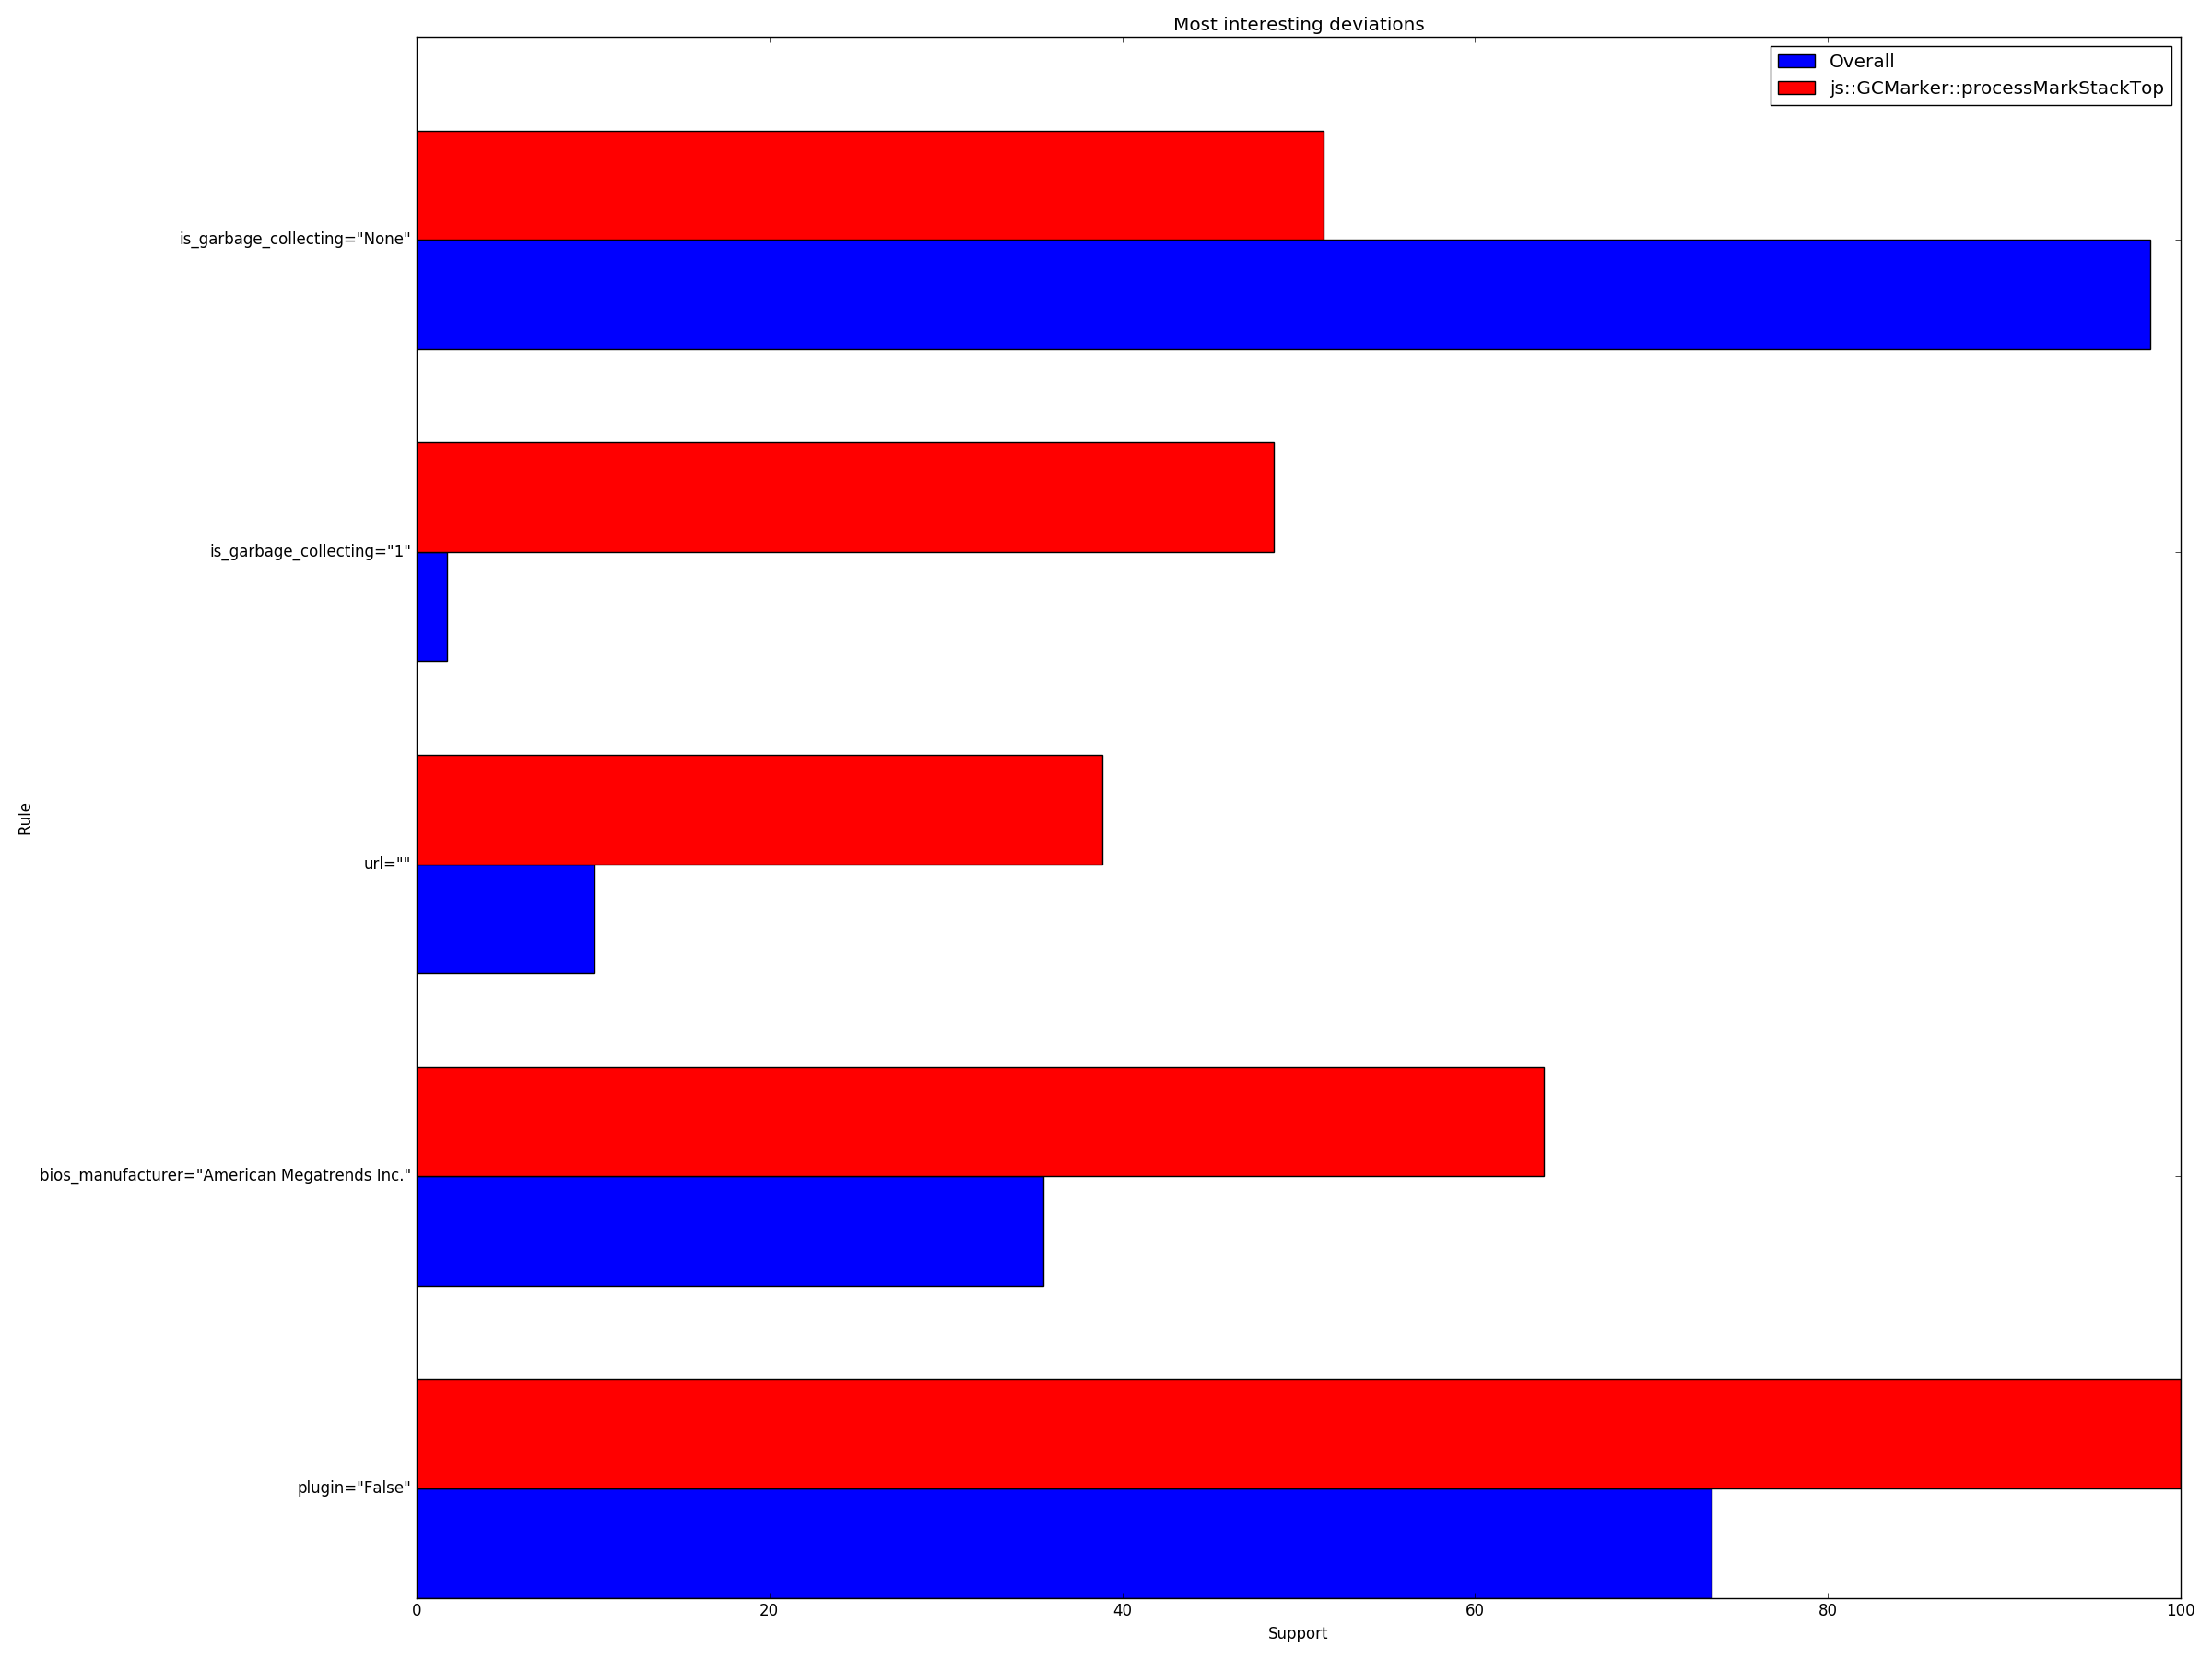 Most interesting deviations
Overall
js::GCMarker::processMarkStackTop
is_garbage_collecting="None"
is_garbage_collecting="1"
url=""
bios_manufacturer="American Megatrends Inc."
plugin="False"
Rule
0 20 40 60 80 100
Support